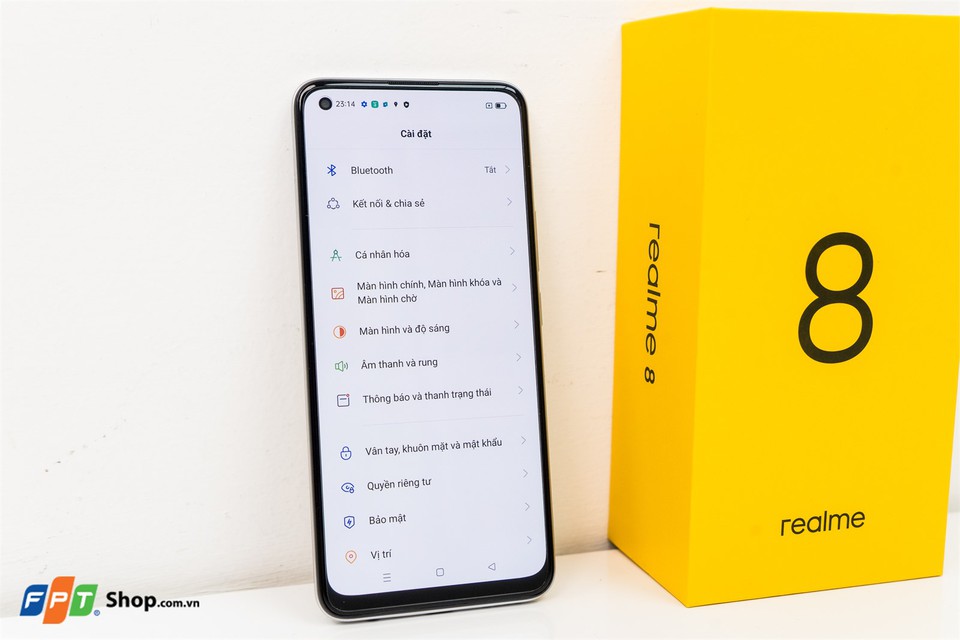 23:14
Cài đặt
Bluetooth Tắt
Kết nối & chia sẻ
Cá nhân hóa
Màn hình chính, Màn hình khóa và
Màn hình chờ
Màn hình và độ sáng
Âm thanh và rung
Thông báo và thanh trạng thái
Vân tay, khuôn mặt và mật khẩu
Quyền riêng tư
Bảo mật
Vị trí
realme 8
8
realme
FPT Shop.com.vn